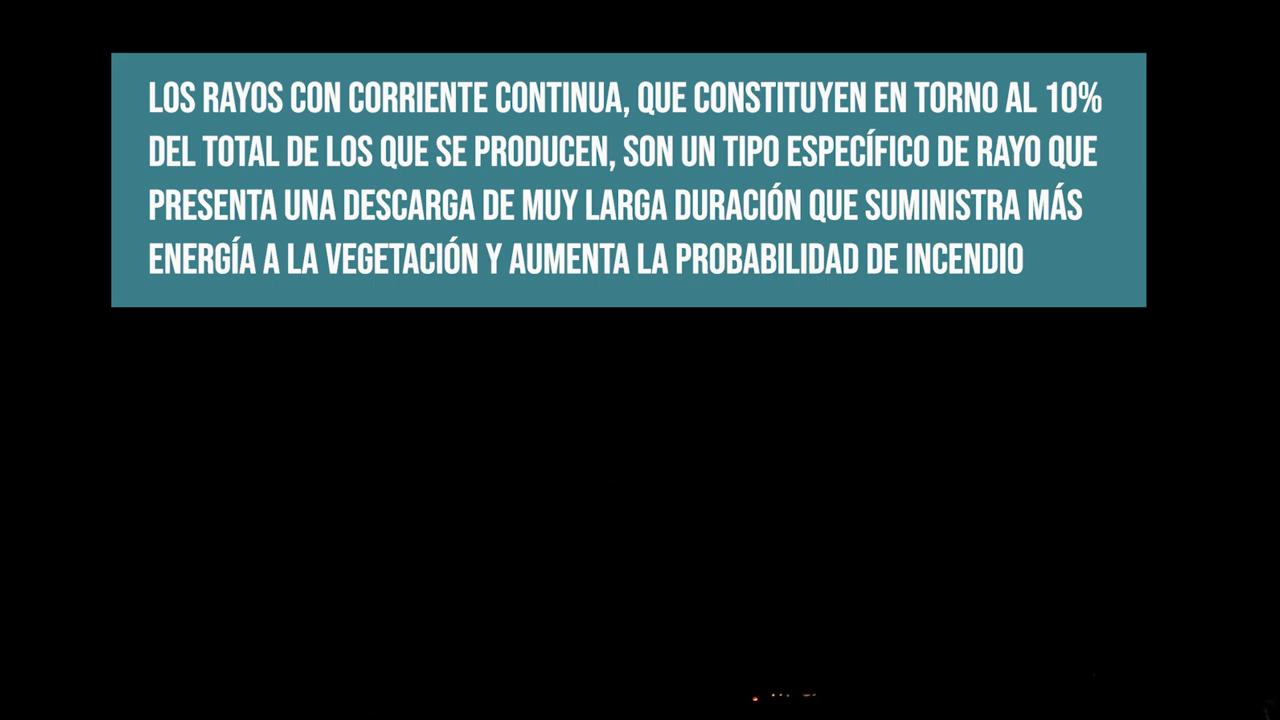 LOS RAYOS CON CORRIENTE CONTINUA, QUE CONSTITUYEN EN TORNO AL 10%
DEL TOTAL DE LOS QUE SE PRODUCEN, SON UN TIPO ESPECÍFICO DE RAYO QUE
PRESENTA UNA DESCARGA DE MUY LARGA DURACIÓN QUE SUMINISTRA MÁS
ENERGÍA A LA VEGETACIÓN Y AUMENTA LA PROBABILIDAD DE INCENDIO